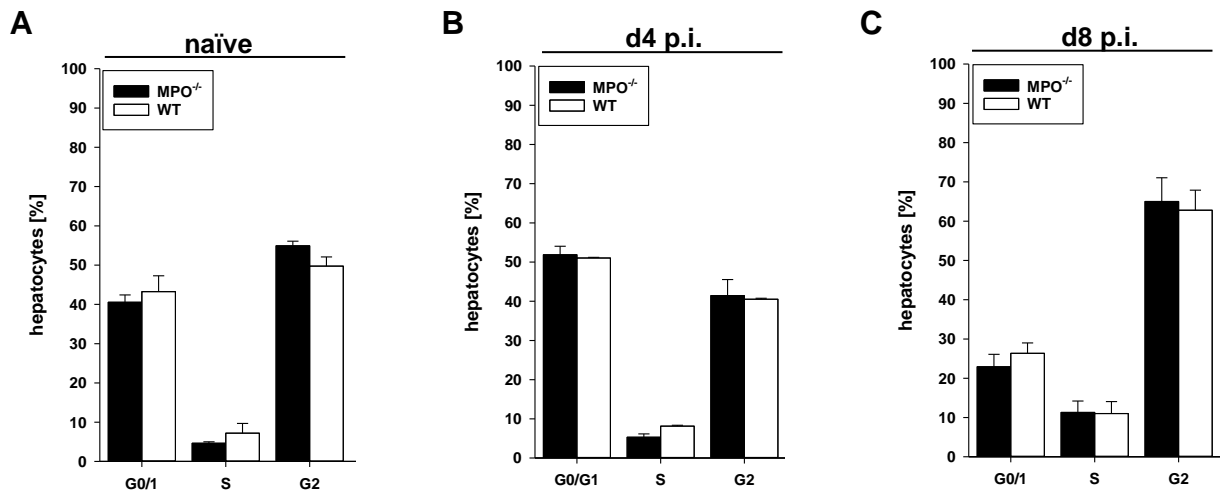 A
naïve
100
90
80
70
60
50
40
30
20
10
0
hepatocytes [%]
MPO-/-
WT
G0/1 S G2
B
d4 p.i.
100
90
80
70
60
50
40
30
20
10
0
hepatocytes [%]
MPO-/-
WT
G0/G1 S G2
C
d8 p.i.
100
90
80
70
60
50
40
30
20
10
0
hepatocytes [%]
MPO-/-
WT
G0/1 S G2